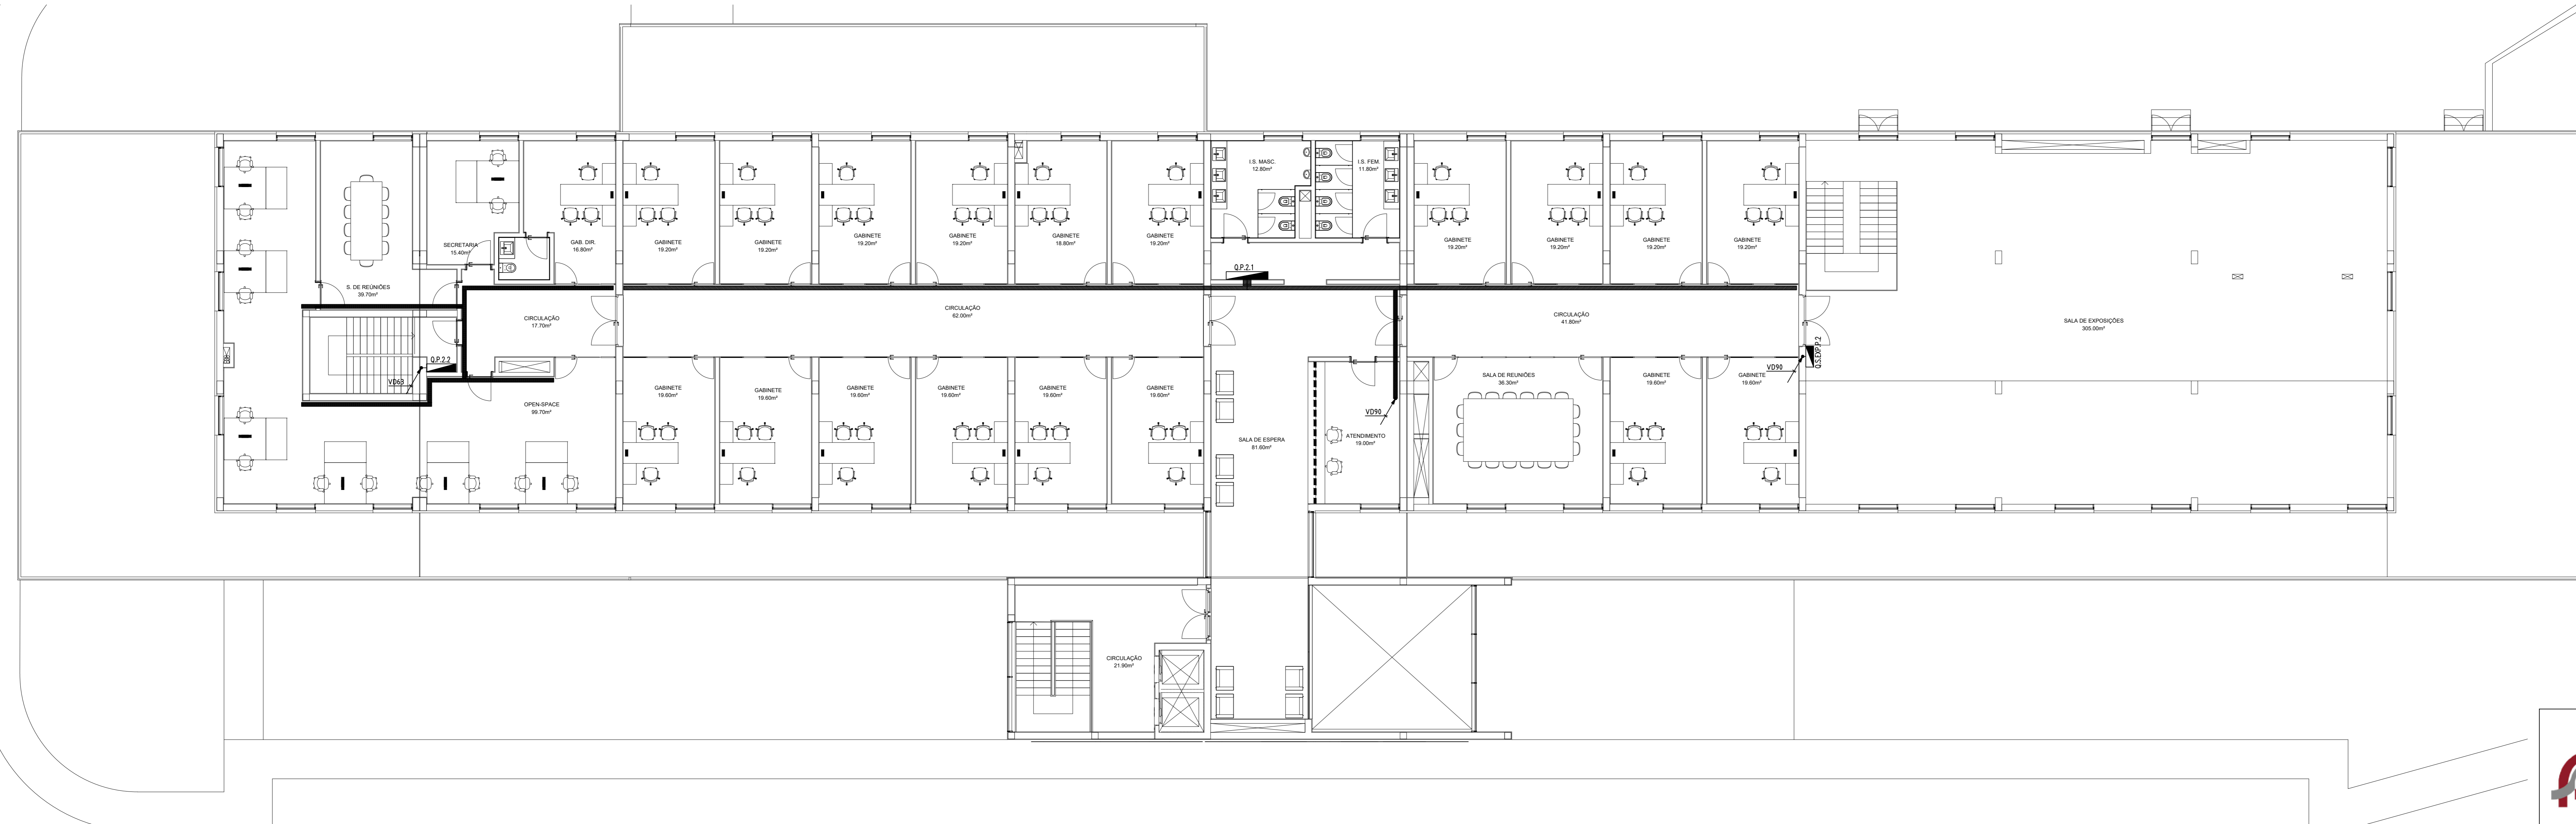 I.S. MASC.
12.80m²
I.S. FEM.
11.80m²
SECRETARIA
15.40m²
GAB. DIR.
16.80m²
GABINETE
19.20m²
GABINETE
19.20m²
GABINETE
19.20m²
GABINETE
19.20m²
GABINETE
18.80m²
GABINETE
19.20m²
GABINETE
19.20m²
GABINETE
19.20m²
GABINETE
19.20m²
GABINETE
19.20m²
Q.P.2.1
S. DE REUNIÕES
39.70m²
CIRCULAÇÃO
17.70m²
CIRCULAÇÃO
62.00m²
CIRCULAÇÃO
41.80m²
SALA DE EXPOSIÇÕES
305.00m²
Q.P.2.2
VD63
Q.S.EXP.P.2
VD90
OPEN-SPACE
99.70m²
GABINETE
19.60m²
GABINETE
19.60m²
GABINETE
19.60m²
GABINETE
19.60m²
GABINETE
19.60m²
GABINETE
19.60m²
SALA DE REUNIÕES
36.30m²
GABINETE
19.60m²
GABINETE
19.60m²
VD90
SALA DE ESPERA
81.60m²
ATENDIMENTO
19.00m²
CIRCULAÇÃO
21.90m²